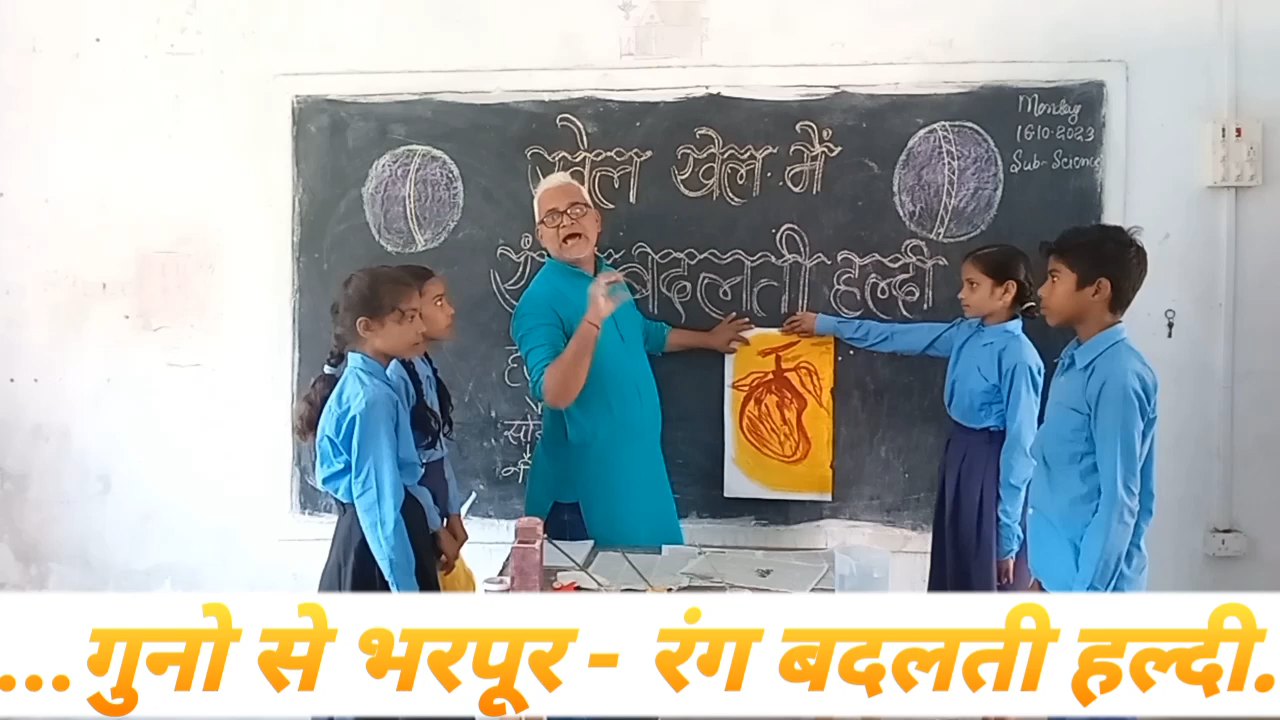 Monday
16.10.2023
Sub- Science
खेल खेल में
रंग बदलती हल्दी
...गुनो से भरपूर - रंग बदलती हल्दी.